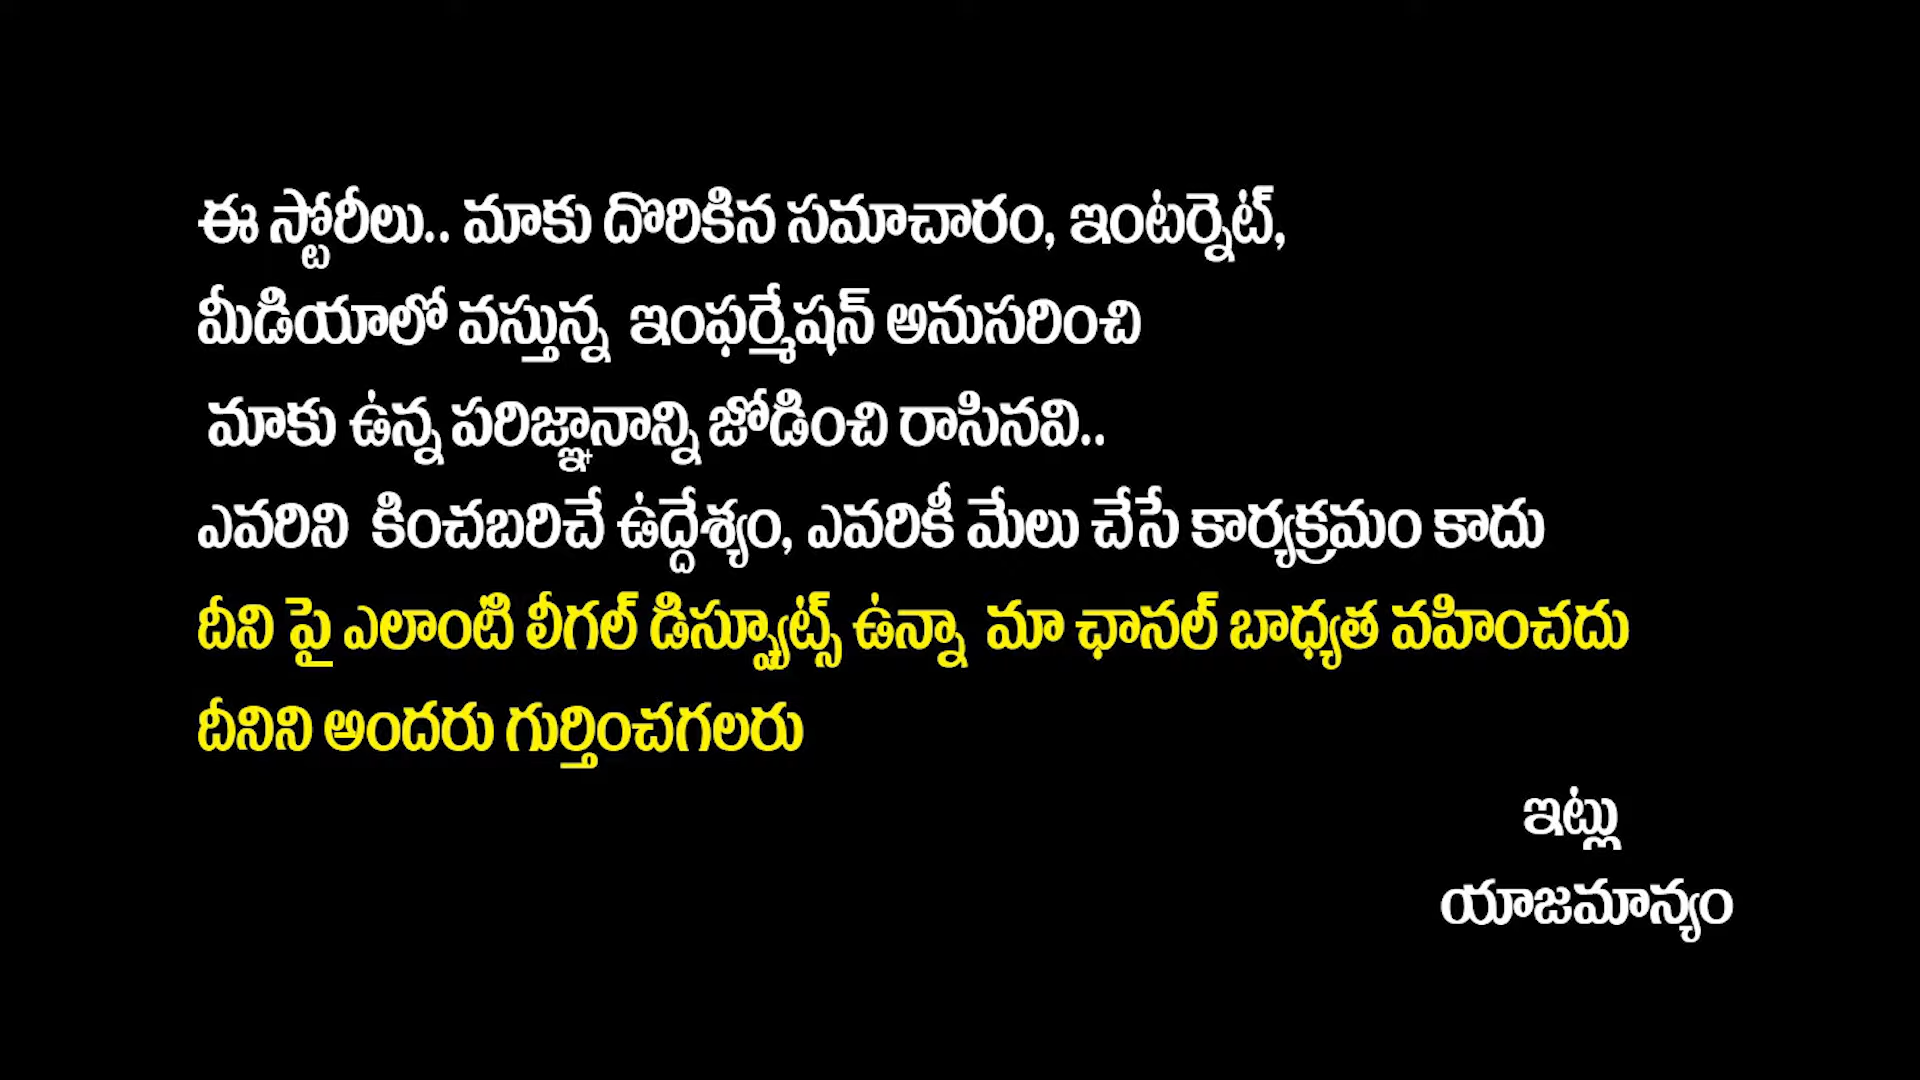 ఈ స్టోరీలు.. మాకు దొరికిన సమాచారం, ఇంటర్నెట్,
మీడియాలో వస్తున్న ఇంఫర్మేషన్ అనుసరించి
మాకు ఉన్న పరిజ్ఞానాన్ని జోడించి రాసినవి..
ఎవరిని కించబరిచే ఉద్దేశ్యం, ఎవరికీ మేలు చేసే కార్యక్రమం కాదు
దీని పై ఎలాంటి లీగల్ డిస్ప్యూట్స్ ఉన్నా మా ఛానల్ బాధ్యత వహించదు
దీనిని అందరు గుర్తించగలరు
ఇట్లు
యాజమాన్యం